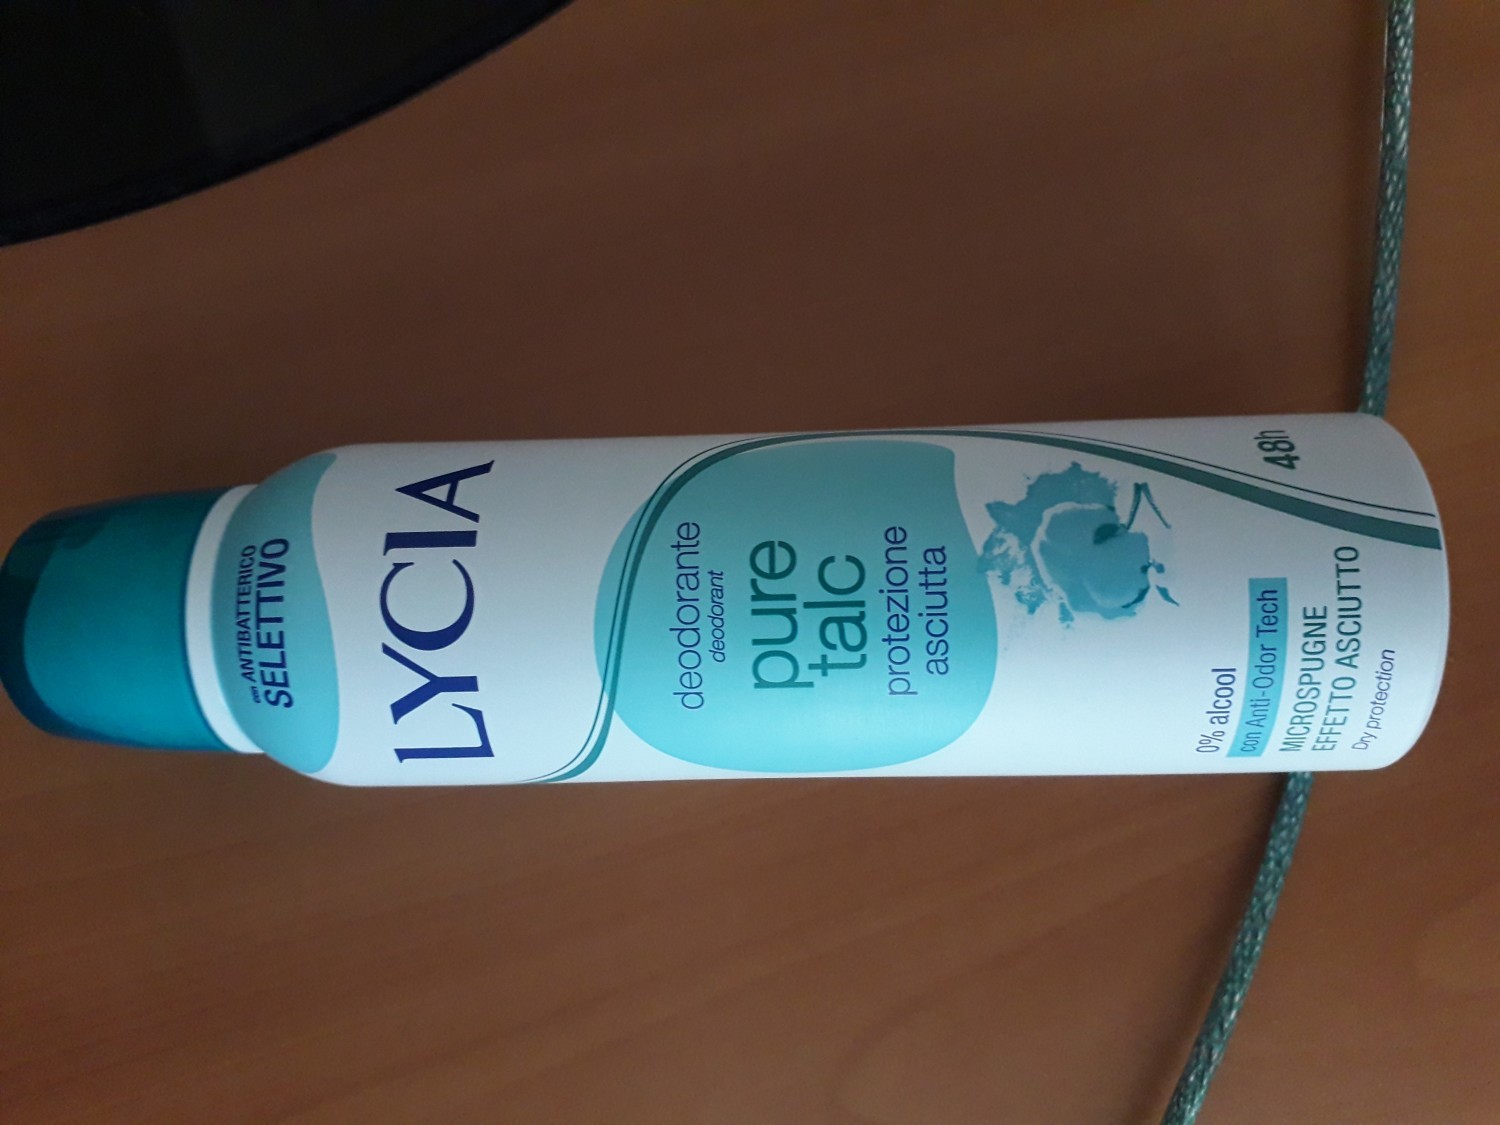 con ANTIBATTERICO
SELETTIVO
LYCIA
deodorante
deodorant
pure
talc
protezione
asciutta
48h
0% alcool
con Anti-Odor Tech
MICROSPUGNE
EFFETTO ASCIUTTO
Dry protection